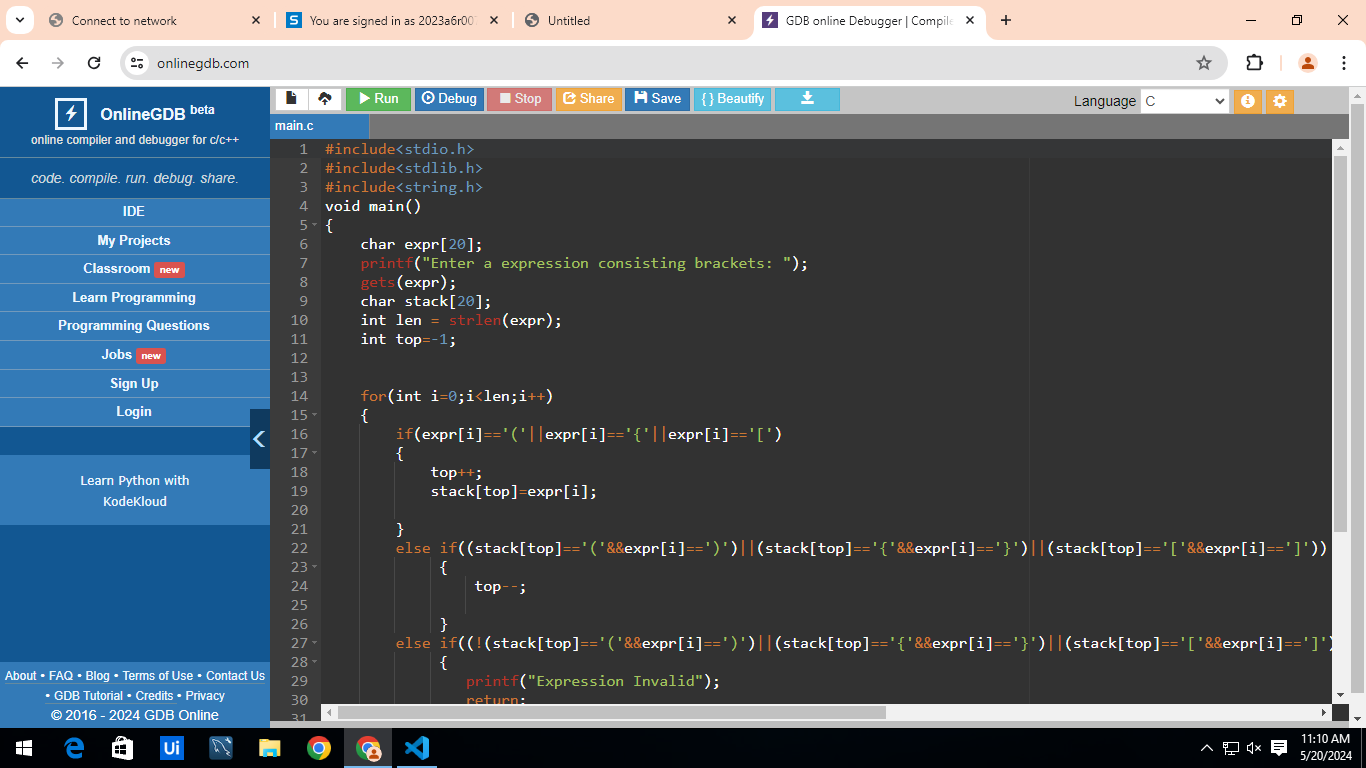 Connect to network
You are signed in as 2023a6r00
Untitled
GDB online Debugger | Compile
onlinegdb.com
OnlineGDB beta
online compiler and debugger for c/c++
code. compile. run. debug. share.
IDE
My Projects
Classroom new
Learn Programming
Programming Questions
Jobs new
Sign Up
Login
Learn Python with
KodeKloud
About • FAQ • Blog • Terms of Use • Contact Us
• GDB Tutorial • Credits • Privacy
© 2016 - 2024 GDB Online
Run Debug Stop Share Save { } Beautify Language C
main.c
1 #include<stdio.h>
2 #include<stdlib.h>
3 #include<string.h>
4 void main()
5 {
6 char expr[20];
7 printf("Enter a expression consisting brackets: ");
8 gets(expr);
9 char stack[20];
10 int len = strlen(expr);
11 int top=-1;
12
13
14 for(int i=0;i<len;i++)
15 {
16 if(expr[i]=='('||expr[i]=='{'||expr[i]=='[')
17 {
18 top++;
19 stack[top]=expr[i];
20
21 }
22 else if((stack[top]=='('&&expr[i]==')')||(stack[top]=='{'&&expr[i]=='}')||(stack[top]=='['&&expr[i]==']'))
23 {
24 top--;
25
26 }
27 else if((!(stack[top]=='('&&expr[i]==')')||(stack[top]=='{'&&expr[i]=='}')||(stack[top]=='['&&expr[i]==']')
28 {
29 printf("Expression Invalid");
30 return;
31
Ui
11:10 AM
5/20/2024